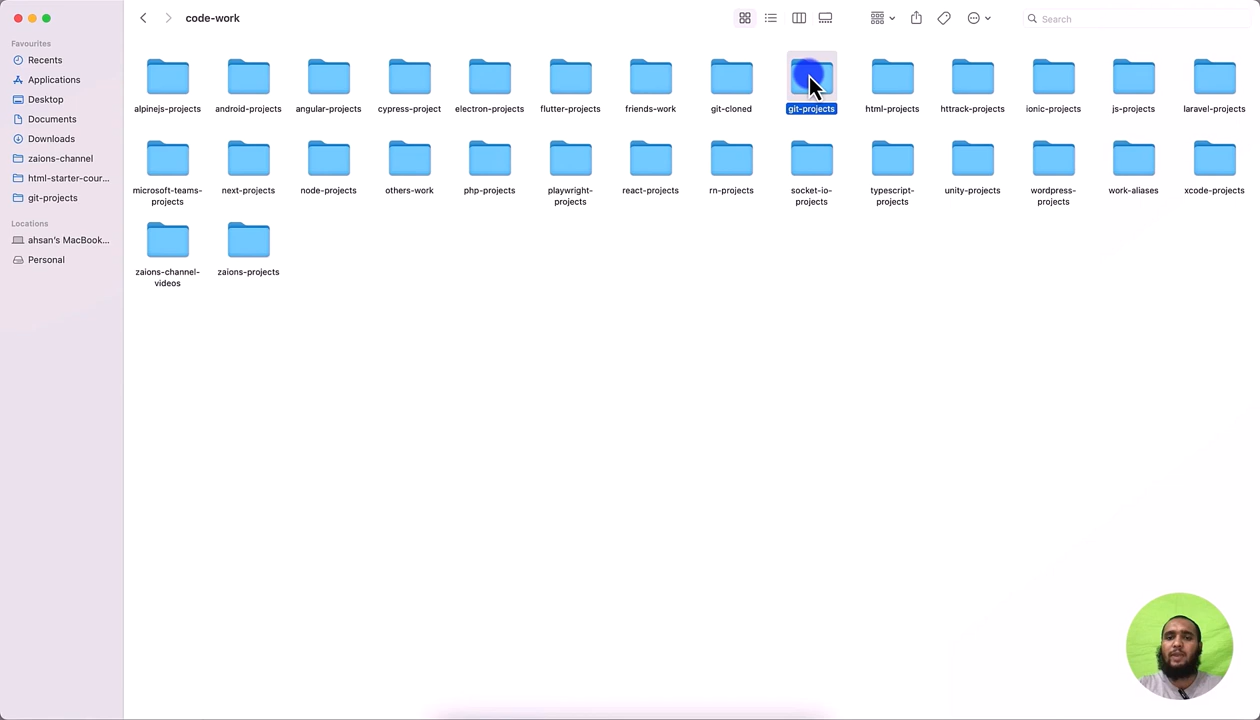 code-work
Search
Favourites
Recents
Applications
Desktop
Documents
Downloads
zaions-channel
html-starter-cour...
git-projects
Locations
ahsan's MacBook...
Personal
alpinejs-projects
android-projects
angular-projects
cypress-project
electron-projects
flutter-projects
friends-work
git-cloned
git-projects
html-projects
httrack-projects
ionic-projects
js-projects
laravel-projects
microsoft-teams-
projects
next-projects
node-projects
others-work
php-projects
playwright-
projects
react-projects
rn-projects
socket-io-
projects
typescript-
projects
unity-projects
wordpress-
projects
work-aliases
xcode-projects
zaions-channel-
videos
zaions-projects